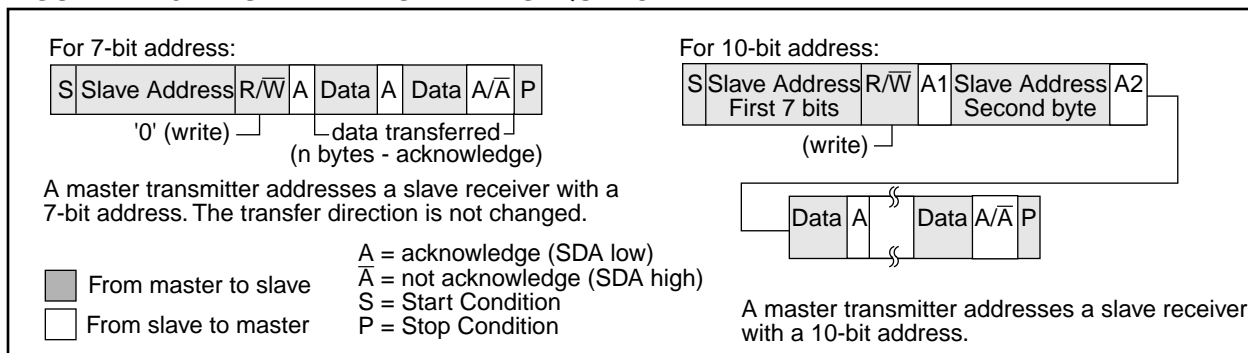 For 7-bit address:
S Slave Address R/W̅ A Data A Data A/A̅ P
'0' (write)
data transferred
(n bytes - acknowledge)
A master transmitter addresses a slave receiver with a
7-bit address. The transfer direction is not changed.
From master to slave
From slave to master
A = acknowledge (SDA low)
A̅ = not acknowledge (SDA high)
S = Start Condition
P = Stop Condition
For 10-bit address:
S Slave Address First 7 bits R/W̅ A1 Slave Address Second byte A2
(write)
Data A Data A/A̅ P
A master transmitter addresses a slave receiver
with a 10-bit address.